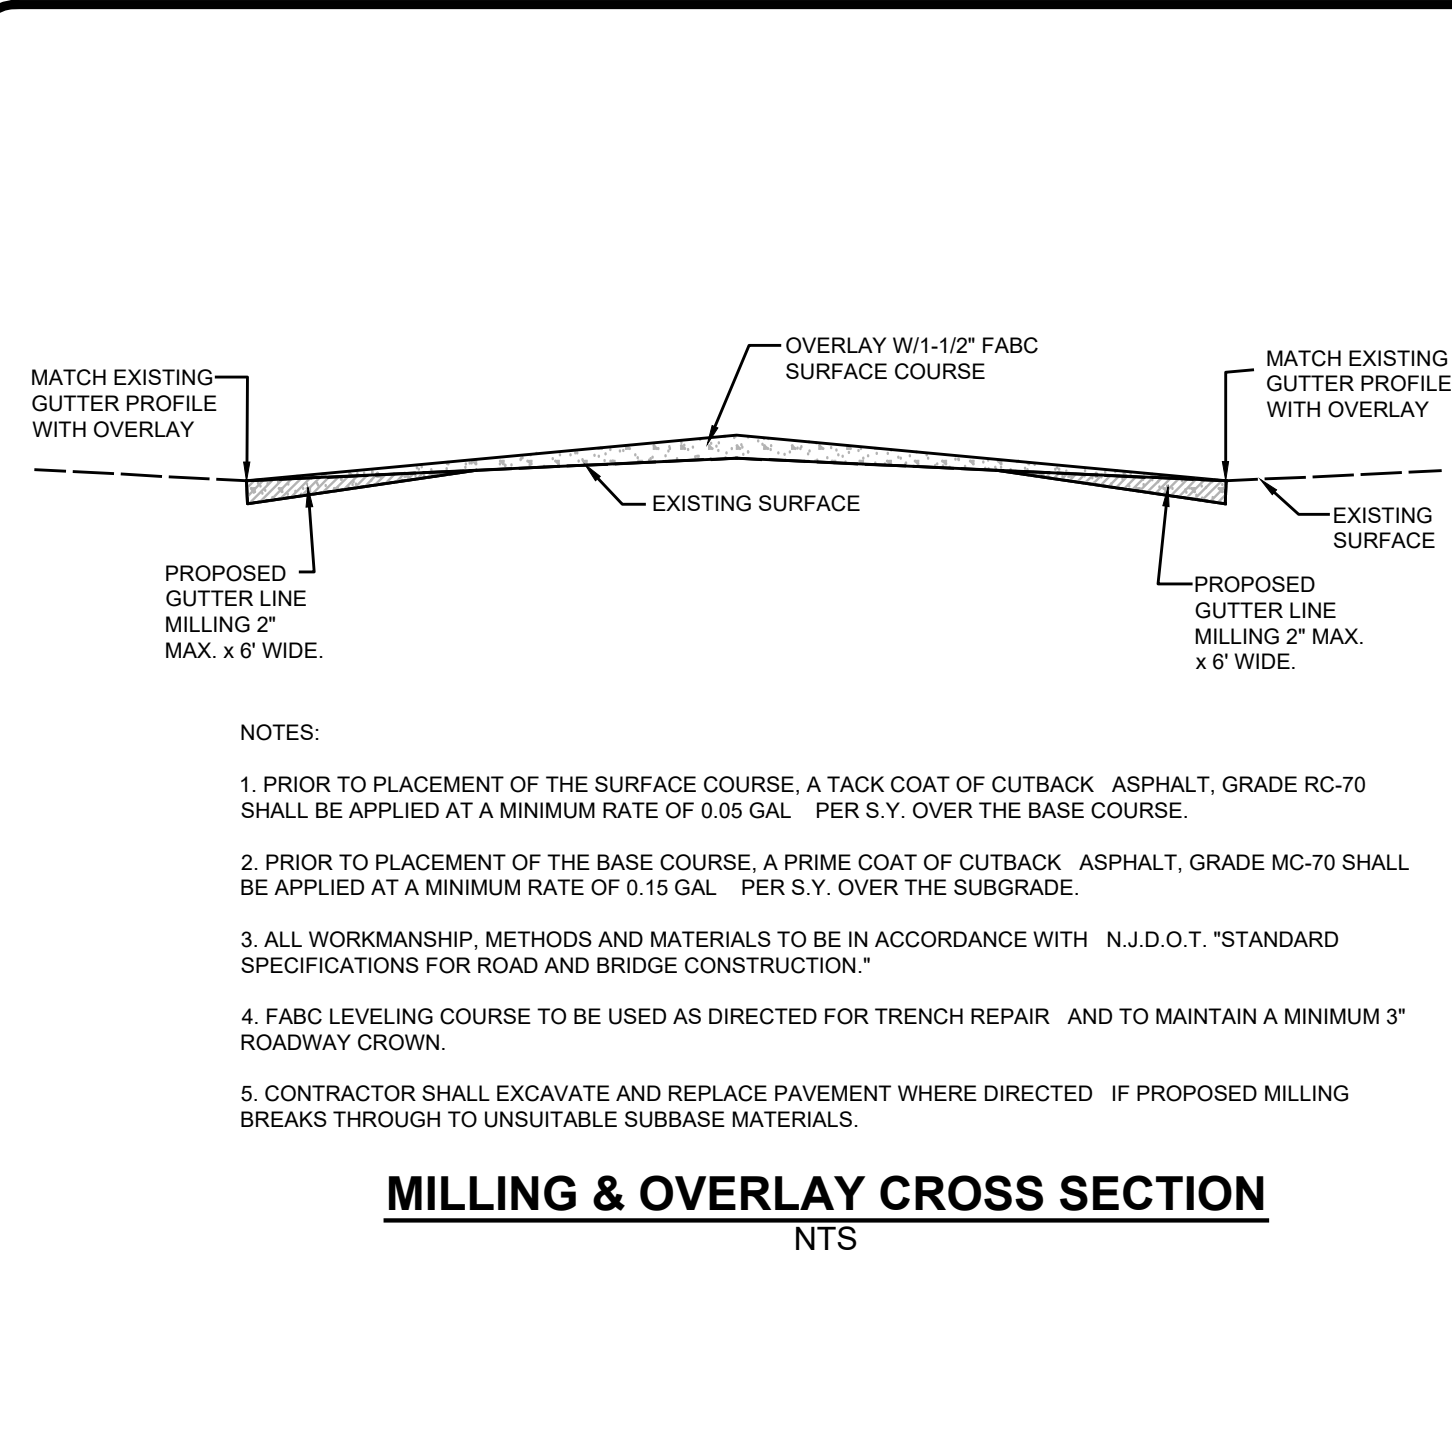 OVERLAY W/1-1/2" FABC
SURFACE COURSE
MATCH EXISTING
GUTTER PROFILE
WITH OVERLAY
MATCH EXISTING
GUTTER PROFILE
WITH OVERLAY
EXISTING SURFACE
EXISTING
SURFACE
PROPOSED
GUTTER LINE
MILLING 2"
MAX. x 6' WIDE.
PROPOSED
GUTTER LINE
MILLING 2" MAX.
x 6' WIDE.
NOTES:
1. PRIOR TO PLACEMENT OF THE SURFACE COURSE, A TACK COAT OF CUTBACK   ASPHALT, GRADE RC-70
SHALL BE APPLIED AT A MINIMUM RATE OF 0.05 GAL   PER S.Y. OVER THE BASE COURSE.
2. PRIOR TO PLACEMENT OF THE BASE COURSE, A PRIME COAT OF CUTBACK   ASPHALT, GRADE MC-70 SHALL
BE APPLIED AT A MINIMUM RATE OF 0.15 GAL   PER S.Y. OVER THE SUBGRADE.
3. ALL WORKMANSHIP, METHODS AND MATERIALS TO BE IN ACCORDANCE WITH   N.J.D.O.T. "STANDARD
SPECIFICATIONS FOR ROAD AND BRIDGE CONSTRUCTION."
4. FABC LEVELING COURSE TO BE USED AS DIRECTED FOR TRENCH REPAIR   AND TO MAINTAIN A MINIMUM 3"
ROADWAY CROWN.
5. CONTRACTOR SHALL EXCAVATE AND REPLACE PAVEMENT WHERE DIRECTED   IF PROPOSED MILLING
BREAKS THROUGH TO UNSUITABLE SUBBASE MATERIALS.
MILLING & OVERLAY CROSS SECTION
NTS